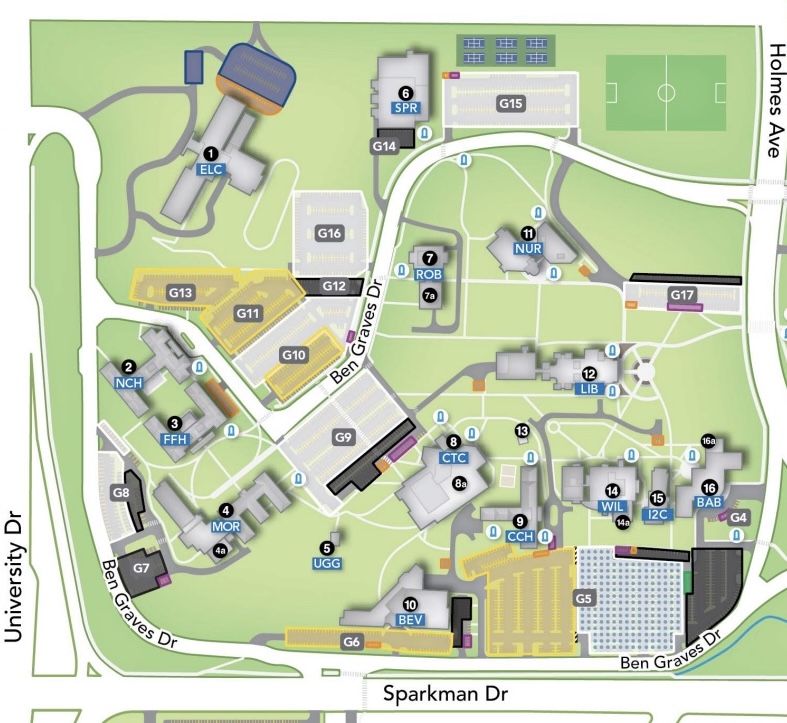 Holmes Ave
6
SPR
G15
G14
1
ELC
G16
11
NUR
7
ROB
7a
G12
G13
G17
G11
Ben Graves Dr
G10
2
NCH
12
LIB
3
FFH
G9
13
8
CTC
16a
8a
G8
14
WIL
14a
15
I2C
16
BAB
G4
4
MOR
4a
9
CCH
5
UGG
G7
University Dr
Ben Graves Dr
G5
10
BEV
G6
Ben Graves Dr
Sparkman Dr